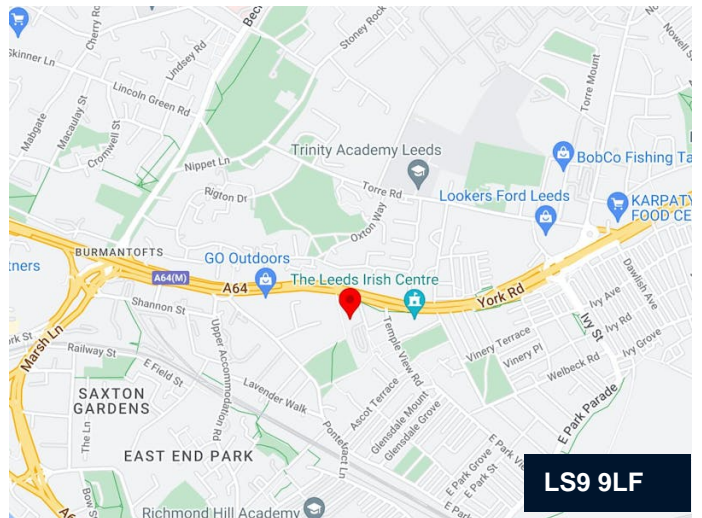 Cherry Ro
Skinner Ln
Bec
Lindsey Rd
Stoney Rock
Nowell
Torre Mount
Lincoln Green Rd
Mabgate
Macaulay St
Cromwell St
Nippet Ln
Trinity Academy Leeds
BobCo Fishing Ta
Rigton Dr
Torre Rd
Lookers Ford Leeds
KARPATY
FOOD CE
Oxton Way
BURMANTOFTS
tners
GO Outdoors
A64(M)
A64
The Leeds Irish Centre
York Rd
Dawlish Ave
Shannon St
Marsh Ln
rk St
Railway St
E Field St
Upper Accommodation Rd
Temple View Rd
Vinery Terrace
Vinery Pl
Ivy Ave
Ivy Rd
Ivy St
Ivy Grove
Welbeck Rd
SAXTON
GARDENS
Lavender Walk
Ascot Terrace
Glensdale Mount
Glensdale Grove
E Park Parade
The Ln
EAST END PARK
Pontefract Ln
E Park Grove
E Park St
E Park Vi
Bow St
A6
Richmond Hill Academy
LS9 9LF